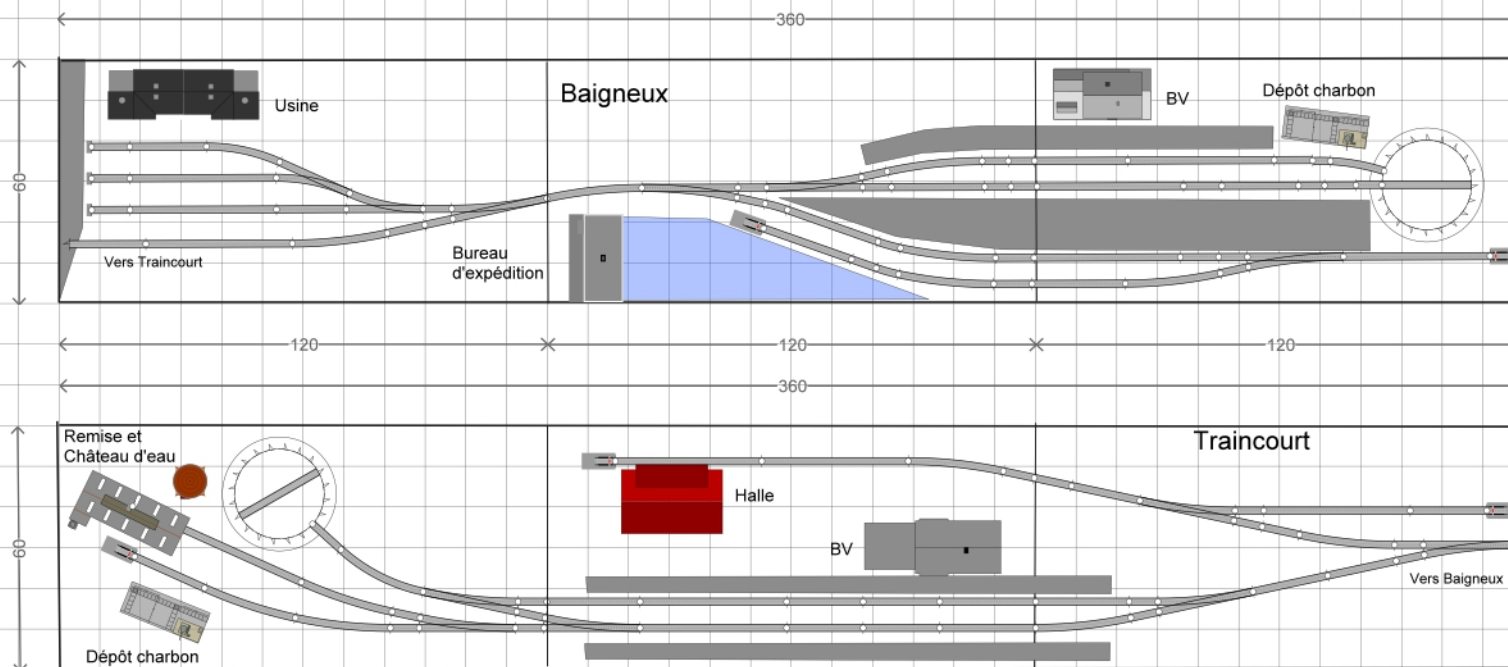 360
Baigneux
Usine
BV
Dépôt charbon
60
Bureau
d'expédition
Vers Traincourt
120
120
120
360
Remise et
Château d'eau
Traincourt
Halle
BV
60
Vers Baigneux
Dépôt charbon